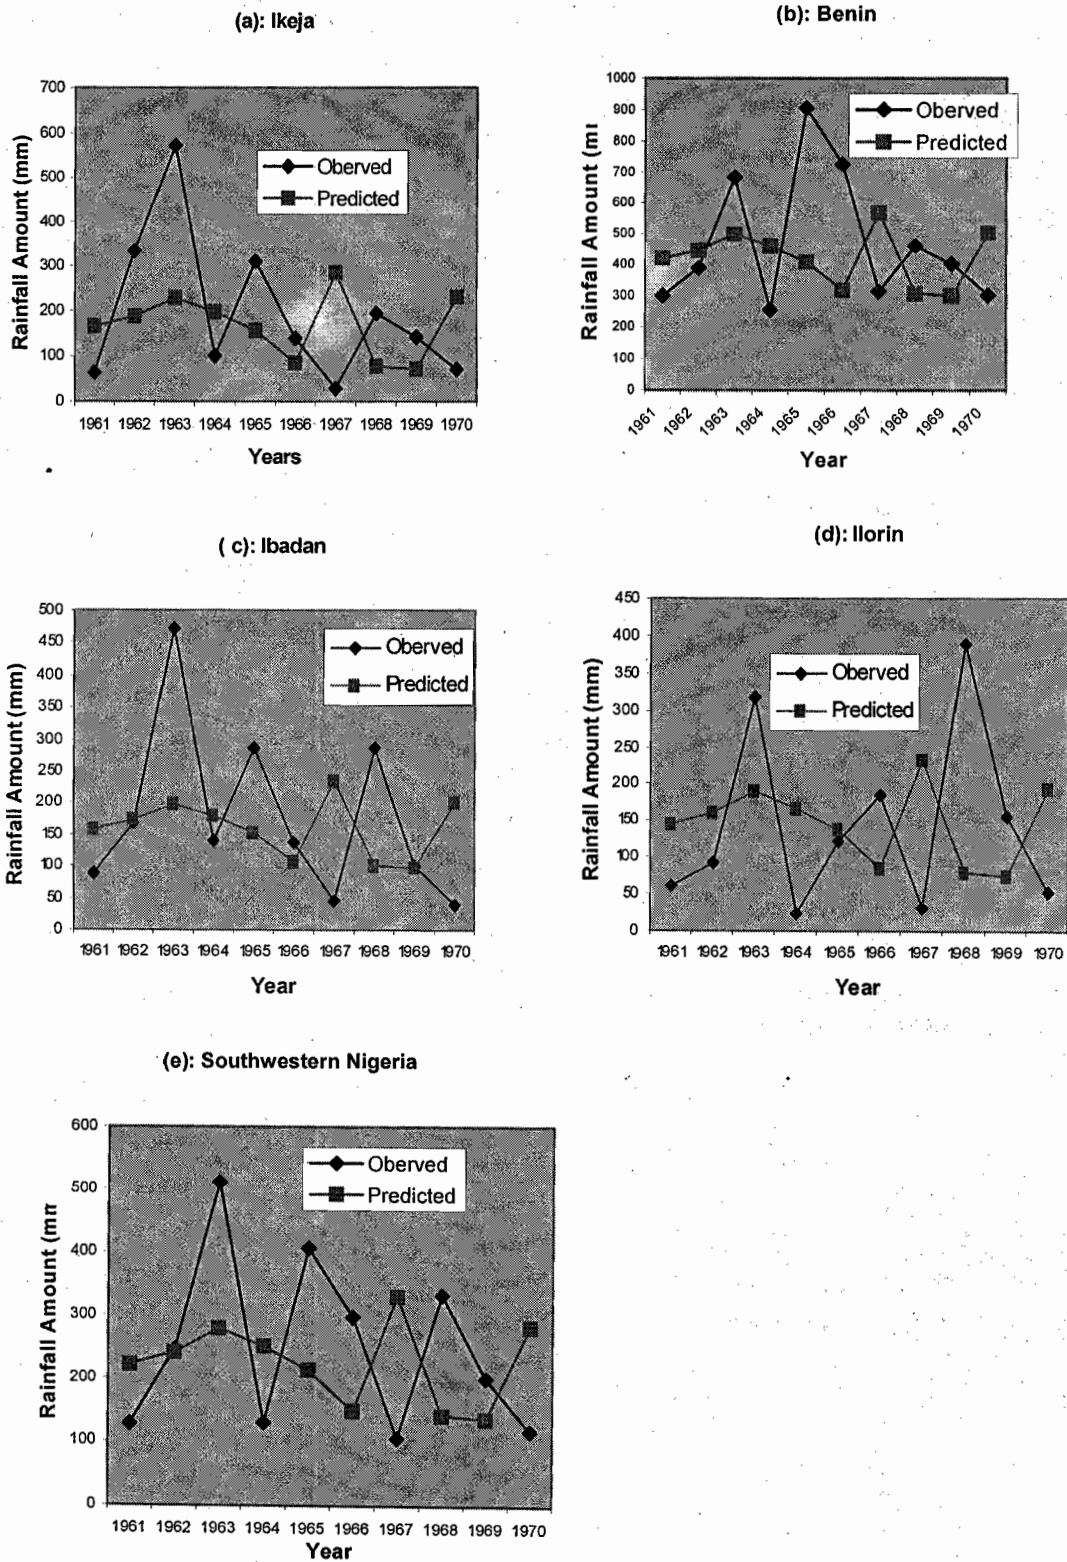 (a): Ikeja
700
600
500
400
300
200
100
0
Rainfall Amount (mm)
Oberved
Predicted
1961 1962 1963 1964 1965 1966 1967 1968 1969 1970
Years
(b): Benin
1000
900
800
700
600
500
400
300
200
100
0
Rainfall Amount (mı
Oberved
Predicted
1961 1962 1963 1964 1965 1966 1967 1968 1969 1970
Year
( c): Ibadan
500
450
400
350
300
250
200
150
100
50
0
Rainfall Amount (mm)
Oberved
Predicted
1961 1962 1963 1964 1965 1966 1967 1968 1969 1970
Year
(d): Ilorin
450
400
350
300
250
200
150
100
50
0
Rainfall Amount (mm)
Oberved
Predicted
1961 1962 1963 1964 1965 1966 1967 1968 1969 1970
Year
(e): Southwestern Nigeria
600
500
400
300
200
100
0
Rainfall Amount (mm
Oberved
Predicted
1961 1962 1963 1964 1965 1966 1967 1968 1969 1970
Year